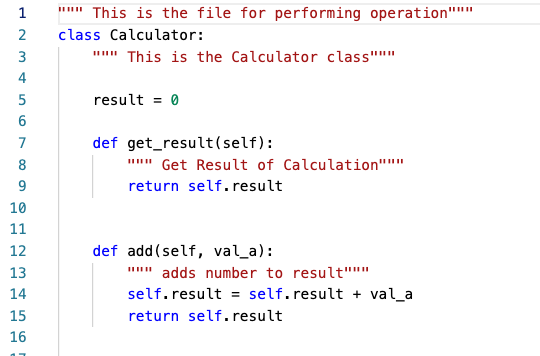 1 """ This is the file for performing operation"""
2 class Calculator:
3     """ This is the Calculator class"""
4
5     result = 0
6
7     def get_result(self):
8         """ Get Result of Calculation"""
9         return self.result
10
11
12     def add(self, val_a):
13         """ adds number to result"""
14         self.result = self.result + val_a
15         return self.result
16